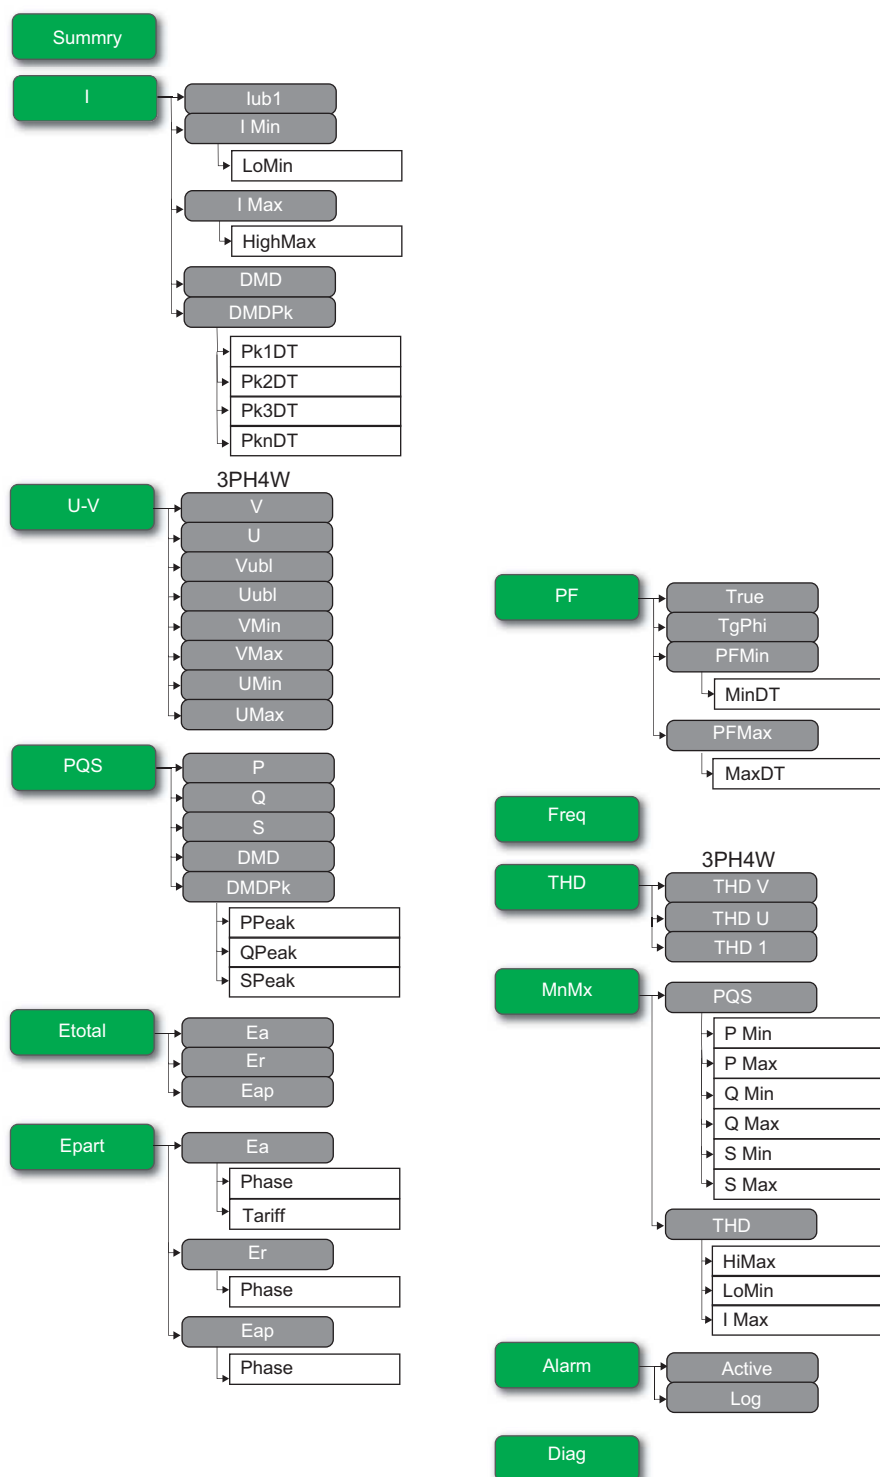 Summry
I
Iub1
I Min
LoMin
I Max
HighMax
DMD
DMDPk
Pk1DT
Pk2DT
Pk3DT
PknDT
3PH4W
U-V
V
U
Vubl
Uubl
VMin
VMax
UMin
UMax
PQS
P
Q
S
DMD
DMDPk
PPeak
QPeak
SPeak
Etotal
Ea
Er
Eap
Epart
Ea
Phase
Tariff
Er
Phase
Eap
Phase
PF
True
TgPhi
PFMin
MinDT
PFMax
MaxDT
Freq
3PH4W
THD
THD V
THD U
THD 1
MnMx
PQS
P Min
P Max
Q Min
Q Max
S Min
S Max
THD
HiMax
LoMin
I Max
Alarm
Active
Log
Diag